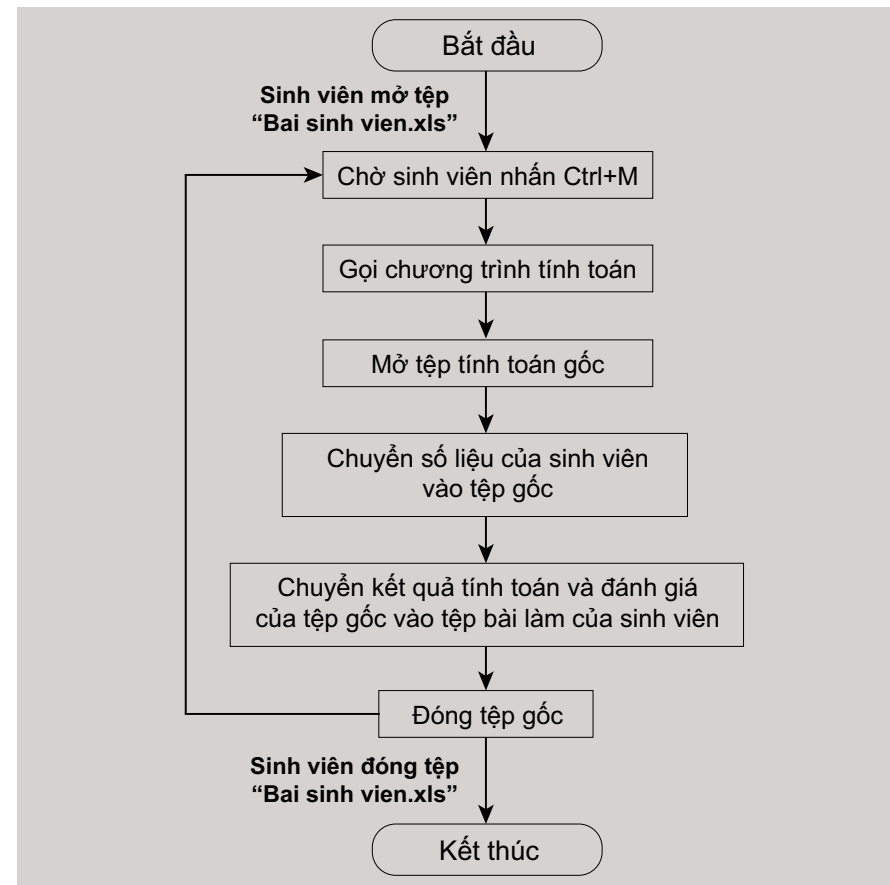 Bắt đầu
Sinh viên mở tệp
“Bai sinh vien.xls”
Chờ sinh viên nhấn Ctrl+M
Gọi chương trình tính toán
Mở tệp tính toán gốc
Chuyển số liệu của sinh viên
vào tệp gốc
Chuyển kết quả tính toán và đánh giá
của tệp gốc vào tệp bài làm của sinh viên
Đóng tệp gốc
Sinh viên đóng tệp
“Bai sinh vien.xls”
Kết thúc